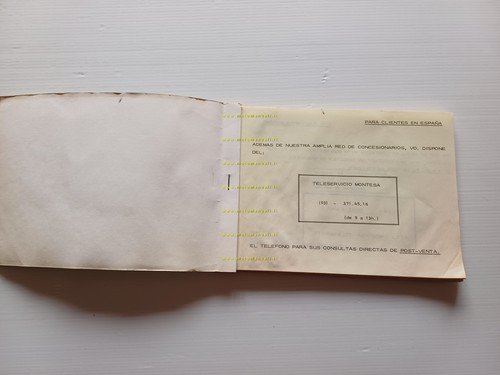 PARA CLIENTES EN ESPAÑA
ADEMAS DE NUESTRA AMPLIA RED DE CONCESIONARIOS, VD. DISPONE
DEL:
TELESERVICIO MONTESA
(93) - 371.45.16
(de 9 a 13h.)
EL TELEFONO PARA SUS CONSULTAS DIRECTAS DE POST-VENTA.